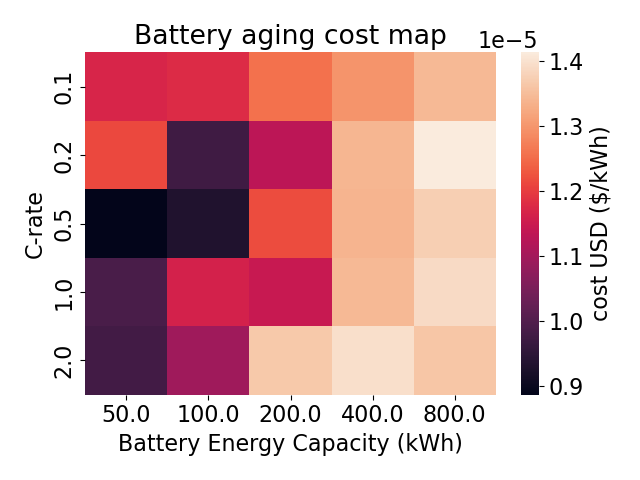 Battery aging cost map
1e−5
0.1
0.2
0.5
1.0
2.0
C-rate
50.0 100.0 200.0 400.0 800.0
Battery Energy Capacity (kWh)
1.4
1.3
1.2
1.1
1.0
0.9
cost USD ($/kWh)